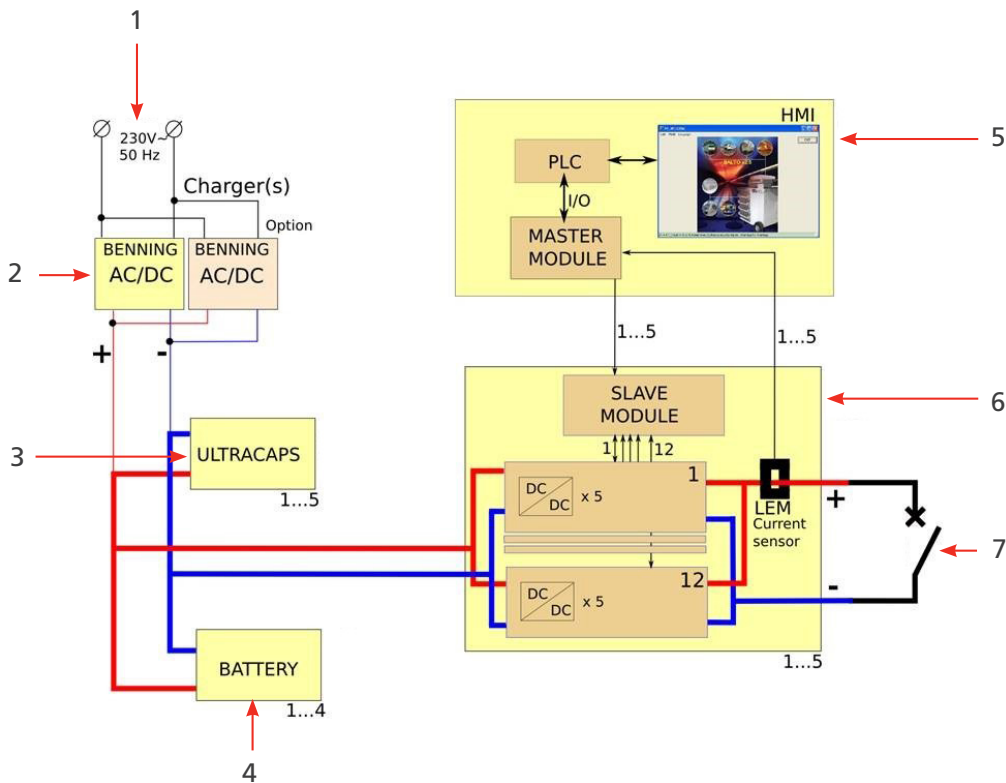 1
230V~
50 Hz
Charger(s)
Option
BENNING
AC/DC
BENNING
AC/DC
2
+
-
3
ULTRACAPS
1...5
BATTERY
1...4
4
HMI
5
PLC
I/O
MASTER
MODULE
1...5
1...5
SLAVE
MODULE
6
1
12
DC
DC
x 5
1
LEM
Current
sensor
+
7
DC
DC
x 5
12
-
1...5